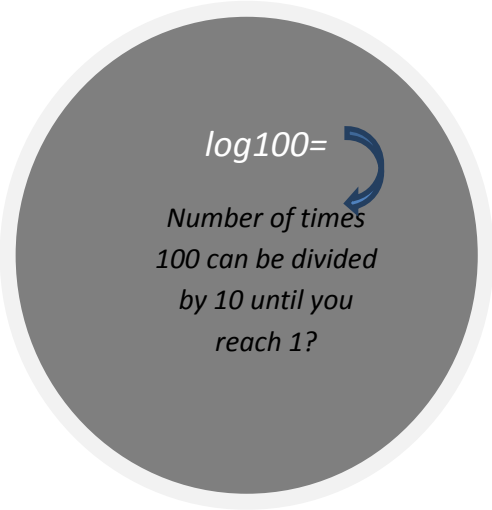 log100=
Number of times
100 can be divided
by 10 until you
reach 1?